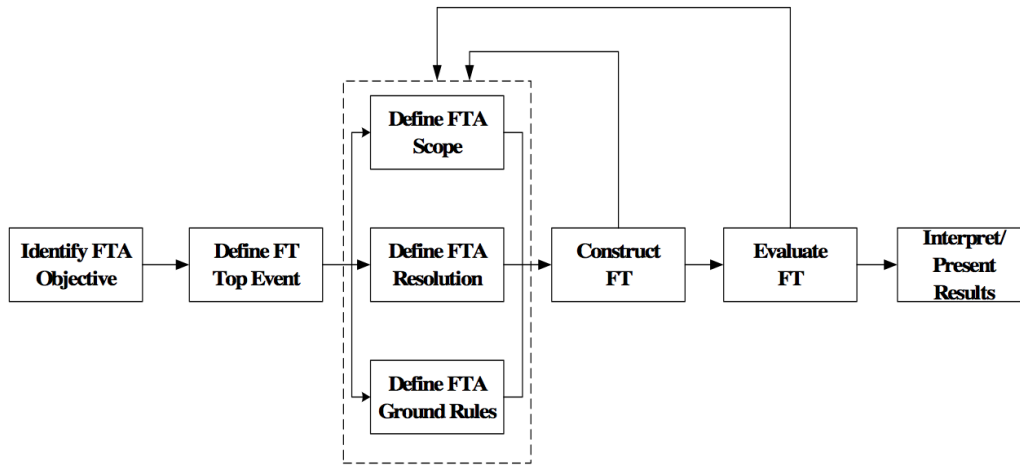 Identify FTA
Objective
Define FT
Top Event
Define FTA
Scope
Define FTA
Resolution
Define FTA
Ground Rules
Construct
FT
Evaluate
FT
Interpret/
Present
Results